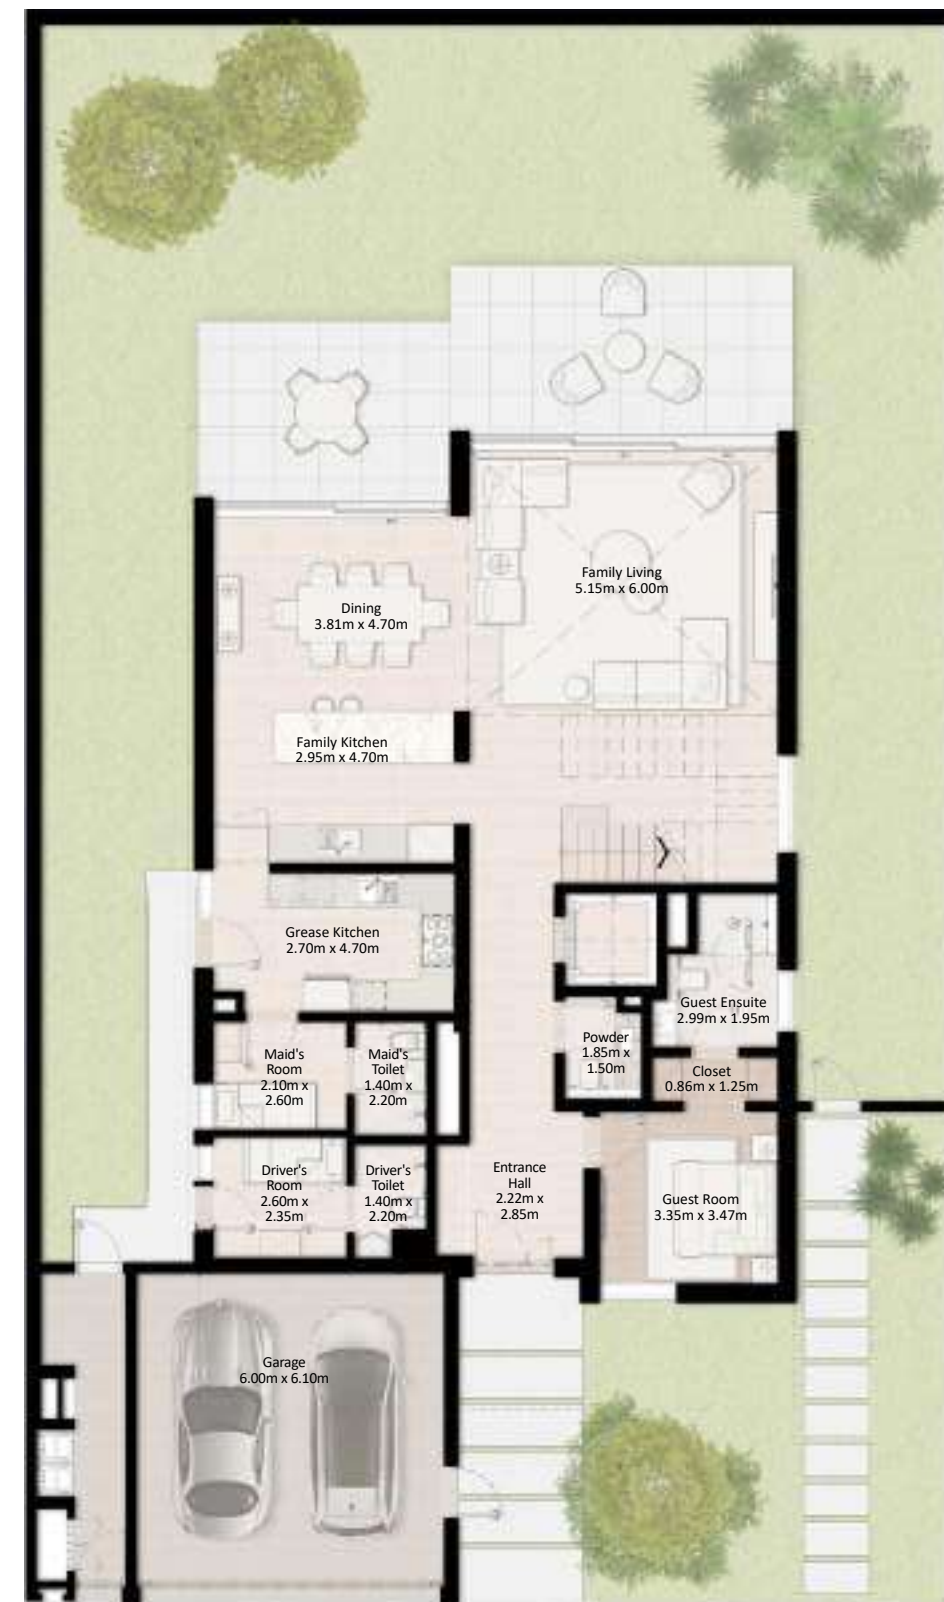 Family Living
5.15m x 6.00m
Dining
3.81m x 4.70m
Family Kitchen
2.95m x 4.70m
Grease Kitchen
2.70m x 4.70m
Guest Ensuite
2.99m x 1.95m
Powder
1.85m x
1.50m
Maid's
Room
2.10m x
2.60m
Maid's
Toilet
1.40m x
2.20m
Closet
0.86m x 1.25m
Driver's
Room
2.60m x
2.35m
Driver's
Toilet
1.40m x
2.20m
Entrance
Hall
2.22m x
2.85m
Guest Room
3.35m x 3.47m
Garage
6.00m x 6.10m